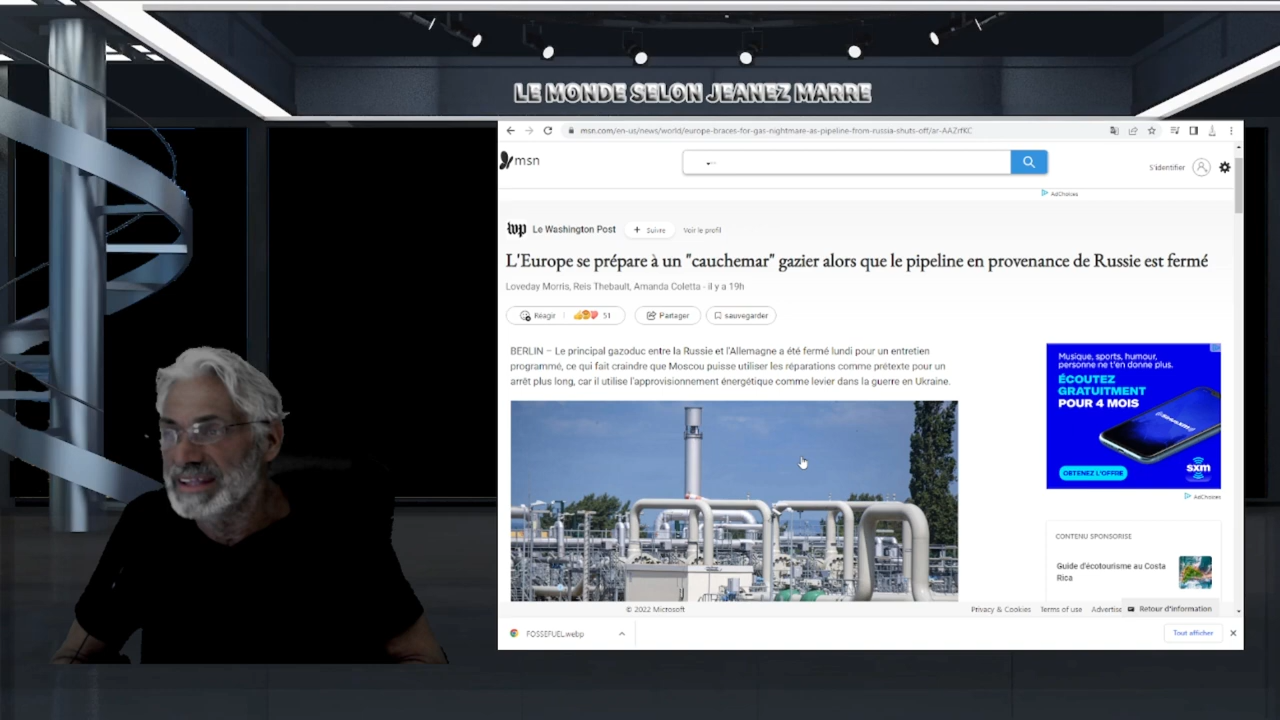 LE MONDE SELON JEANEZ MARRE
msn.com/en-us/news/world/europe-braces-for-gas-nightmare-as-pipeline-from-russia-shuts-off/ar-AAZrfKC
msn
S'identifier
AdChoices
wp Le Washington Post + Suivre Voir le profil
L'Europe se prépare à un "cauchemar" gazier alors que le pipeline en provenance de Russie est fermé
Loveday Morris, Reis Thebault, Amanda Coletta - il y a 19h
Réagir 51 Partager sauvegarder
BERLIN – Le principal gazoduc entre la Russie et l'Allemagne a été fermé lundi pour un entretien
programmé, ce qui fait craindre que Moscou puisse utiliser les réparations comme prétexte pour un
arrêt plus long, car il utilise l'approvisionnement énergétique comme levier dans la guerre en Ukraine.
Musique, sports, humour,
personne ne t'en donne plus.
ÉCOUTEZ
GRATUITEMENT
POUR 4 MOIS
OBTENEZ L'OFFRE
sxm
AdChoices
CONTENU SPONSORISE
Guide d'écotourisme au Costa
Rica
© 2022 Microsoft Privacy & Cookies Terms of use Advertise Retour d'information
FOSSEFUEL.webp Tout afficher